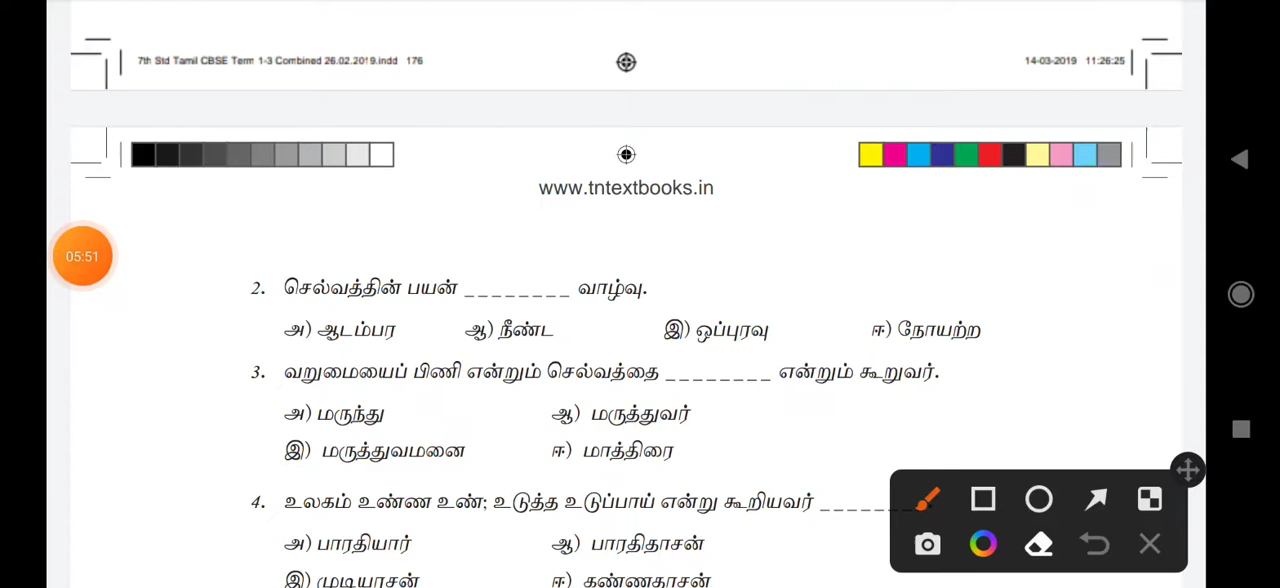 7th Std Tamil CBSE Term 1-3 Combined 26.02.2019.indd 176
14-03-2019 11:26:25
www.tntextbooks.in
05:51
2. செல்வத்தின் பயன் ________ வாழ்வு.
அ) ஆடம்பர ஆ) நீண்ட இ) ஒப்புரவு ஈ) நோயற்ற
3. வறுமையைப் பிணி என்றும் செல்வத்தை ________ என்றும் கூறுவர்.
அ) மருந்து ஆ) மருத்துவர்
இ) மருத்துவமனை ஈ) மாத்திரை
4. உலகம் உண்ண உண்; உடுத்த உடுப்பாய் என்று கூறியவர் ________
அ) பாரதியார் ஆ) பாரதிதாசன்
இ) முடியரசன் ஈ) கண்ணதாசன்